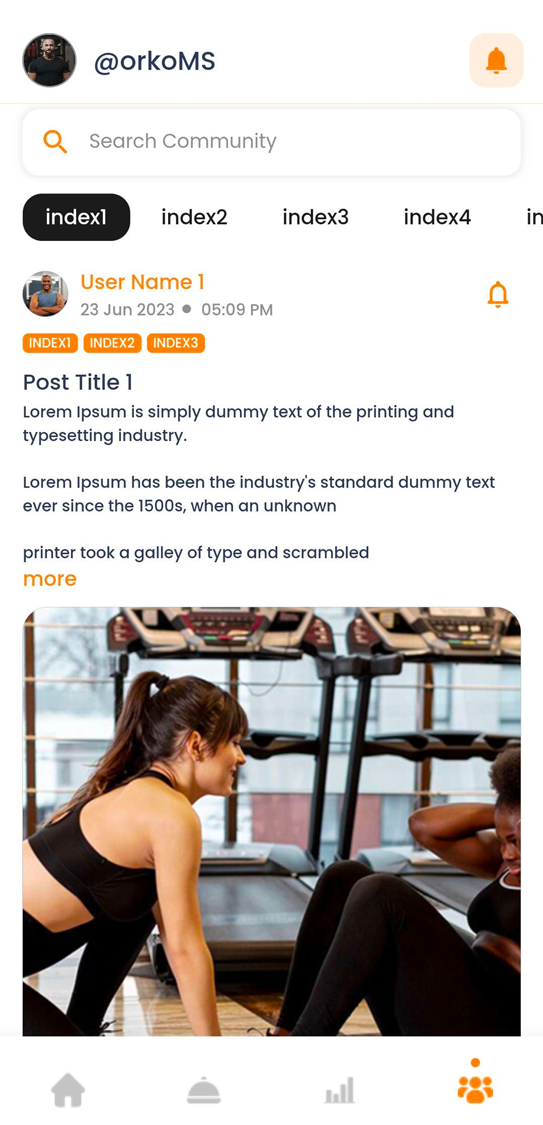 @orkoMS
Search Community
index1 index2 index3 index4 in
User Name 1
23 Jun 2023 ● 05:09 PM
INDEX1 INDEX2 INDEX3
Post Title 1
Lorem Ipsum is simply dummy text of the printing and
typesetting industry.
Lorem Ipsum has been the industry's standard dummy text
ever since the 1500s, when an unknown
printer took a galley of type and scrambled
more